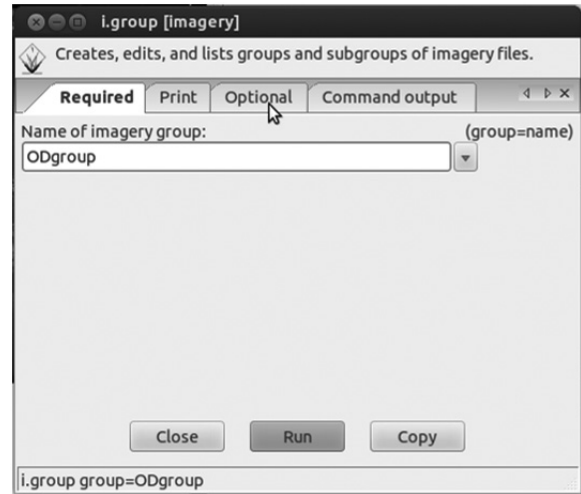 i.group [imagery]
Creates, edits, and lists groups and subgroups of imagery files.
Required Print Optional Command output
Name of imagery group: (group=name)
ODgroup
Close Run Copy
i.group group=ODgroup